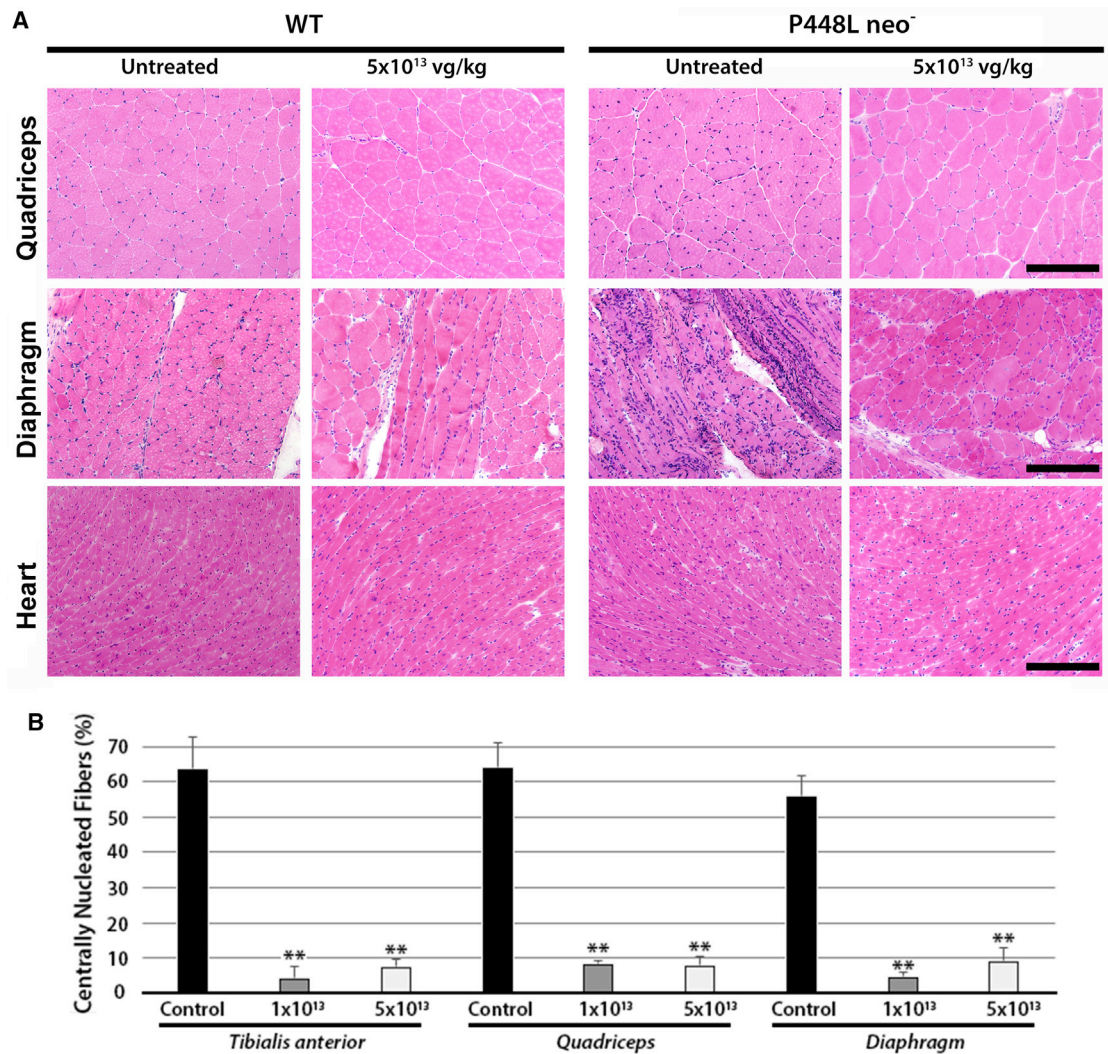 A
WT P448L neo⁻
Untreated 5x10¹³ vg/kg Untreated 5x10¹³ vg/kg
Quadriceps
Diaphragm
Heart
B
Centrally Nucleated Fibers (%)
70
60
50
40
30
20
10
0
** ** ** ** ** **
Control 1x10¹³ 5x10¹³ Control 1x10¹³ 5x10¹³ Control 1x10¹³ 5x10¹³
Tibialis anterior Quadriceps Diaphragm